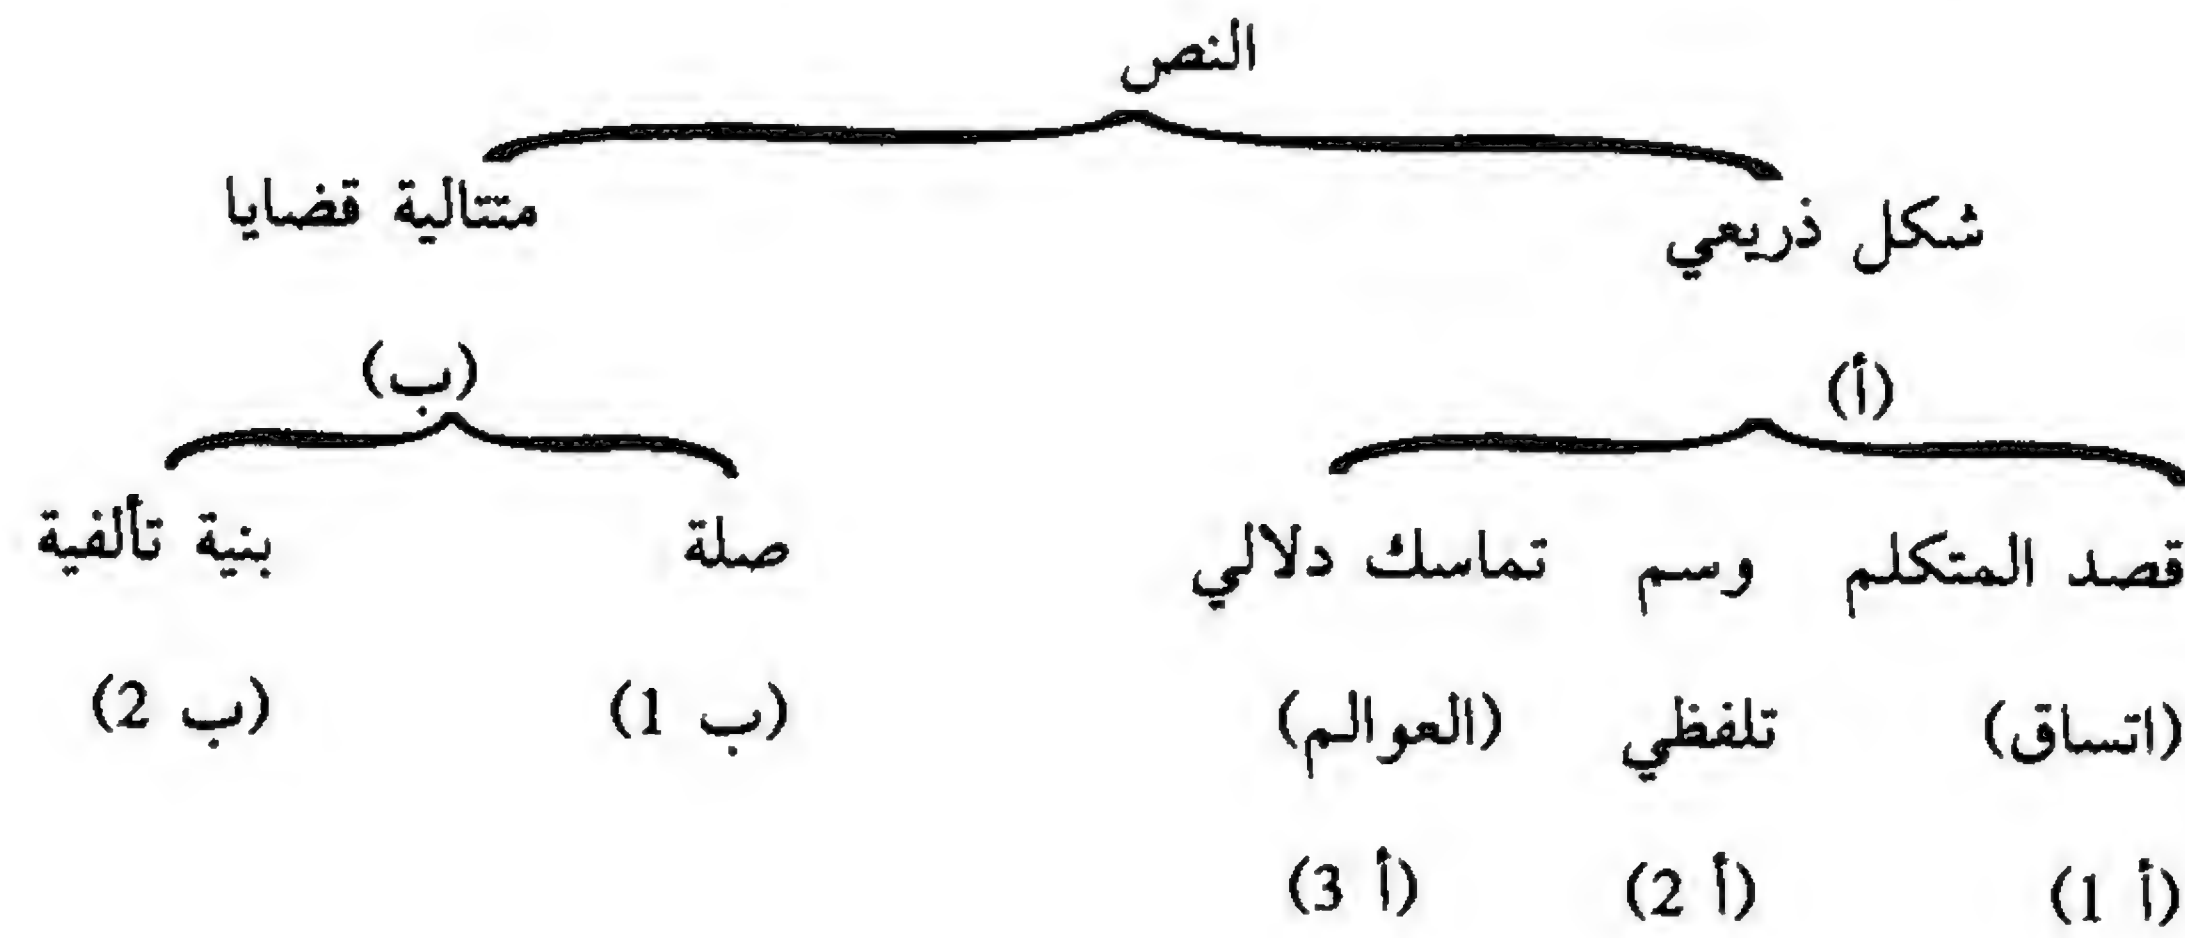 النص
شكل ذريعي
متتالية قضايا
(أ)
(ب)
قصد المتكلم وسم تماسك دلالي
صلة بنية تألفية
(اتساق) تلفظي (العوالم)
(ب 1) (ب 2)
(أ 1) (أ 2) (أ 3)